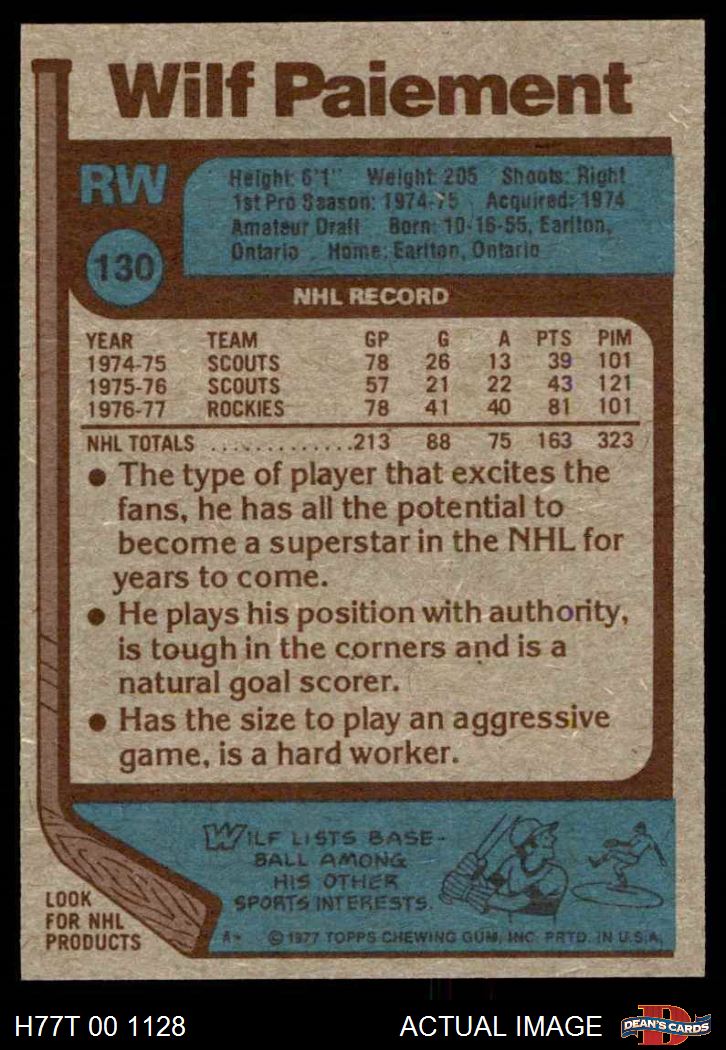 Wilf Paiement
RW
130
Height: 6'1" Weight: 205 Shoots: Right
1st Pro Season: 1974-75 Acquired: 1974
Amateur Draft Born: 10-16-55, Earlton,
Ontario Home: Earlton, Ontario
NHL RECORD
YEAR TEAM GP G A PTS PIM
1974-75 SCOUTS 78 26 13 39 101
1975-76 SCOUTS 57 21 22 43 121
1976-77 ROCKIES 78 41 40 81 101
NHL TOTALS .............213 88 75 163 323
● The type of player that excites the
fans, he has all the potential to
become a superstar in the NHL for
years to come.
● He plays his position with authority,
is tough in the corners and is a
natural goal scorer.
● Has the size to play an aggressive
game, is a hard worker.
WILF LISTS BASE-
BALL AMONG
HIS OTHER
SPORTS INTERESTS.
LOOK
FOR NHL
PRODUCTS
A* © 1977 TOPPS CHEWING GUM, INC. PRTD. IN U.S.A.
H77T 00 1128 ACTUAL IMAGE
D
DEAN'S CARDS